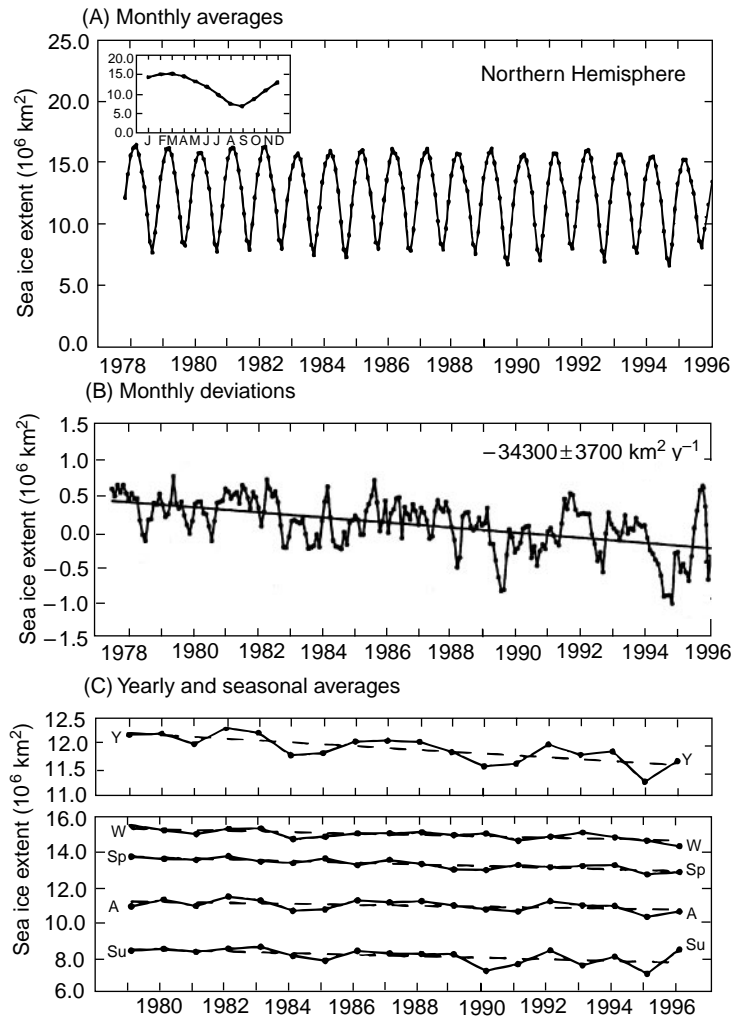 (A) Monthly averages
25.0
20.0
15.0
10.0
5.0
0.0
Sea ice extent (10⁶ km²)
20.0
15.0
10.0
5.0
0.0
J F M A M J J A S O N D
Northern Hemisphere
1978 1980 1982 1984 1986 1988 1990 1992 1994 1996
(B) Monthly deviations
1.5
1.0
0.5
0.0
−0.5
−1.0
−1.5
Sea ice extent (10⁶ km²)
−34300±3700 km² y⁻¹
1978 1980 1982 1984 1986 1988 1990 1992 1994 1996
(C) Yearly and seasonal averages
12.5
12.0
11.5
11.0
Y
Y
16.0
14.0
11.0
10.0
8.0
6.0
Sea ice extent (10⁶ km²)
W
W
Sp
Sp
A
A
Su
Su
1980 1982 1984 1986 1988 1990 1992 1994 1996